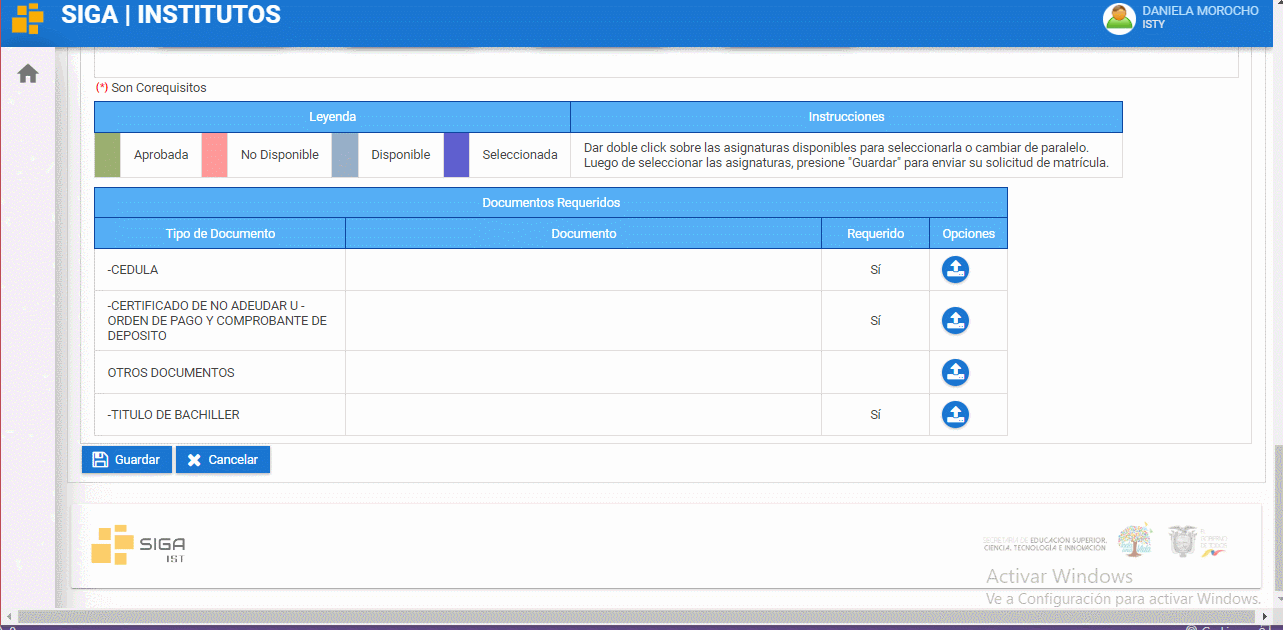 SIGA | INSTITUTOS
DANIELA MOROCHO
ISTY
(*) Son Corequisitos
Leyenda
Instrucciones
Aprobada
No Disponible
Disponible
Seleccionada
Dar doble click sobre las asignaturas disponibles para seleccionarla o cambiar de paralelo.
Luego de seleccionar las asignaturas, presione "Guardar" para enviar su solicitud de matrícula.
Documentos Requeridos
Tipo de Documento
Documento
Requerido
Opciones
-CEDULA
Sí
-CERTIFICADO DE NO ADEUDAR U -
ORDEN DE PAGO Y COMPROBANTE DE
DEPOSITO
Sí
OTROS DOCUMENTOS
-TITULO DE BACHILLER
Sí
Guardar
Cancelar
SIGA
IST
SECRETARÍA DE EDUCACIÓN SUPERIOR,
CIENCIA, TECNOLOGÍA E INNOVACIÓN
Activar Windows
Ve a Configuración para activar Windows.